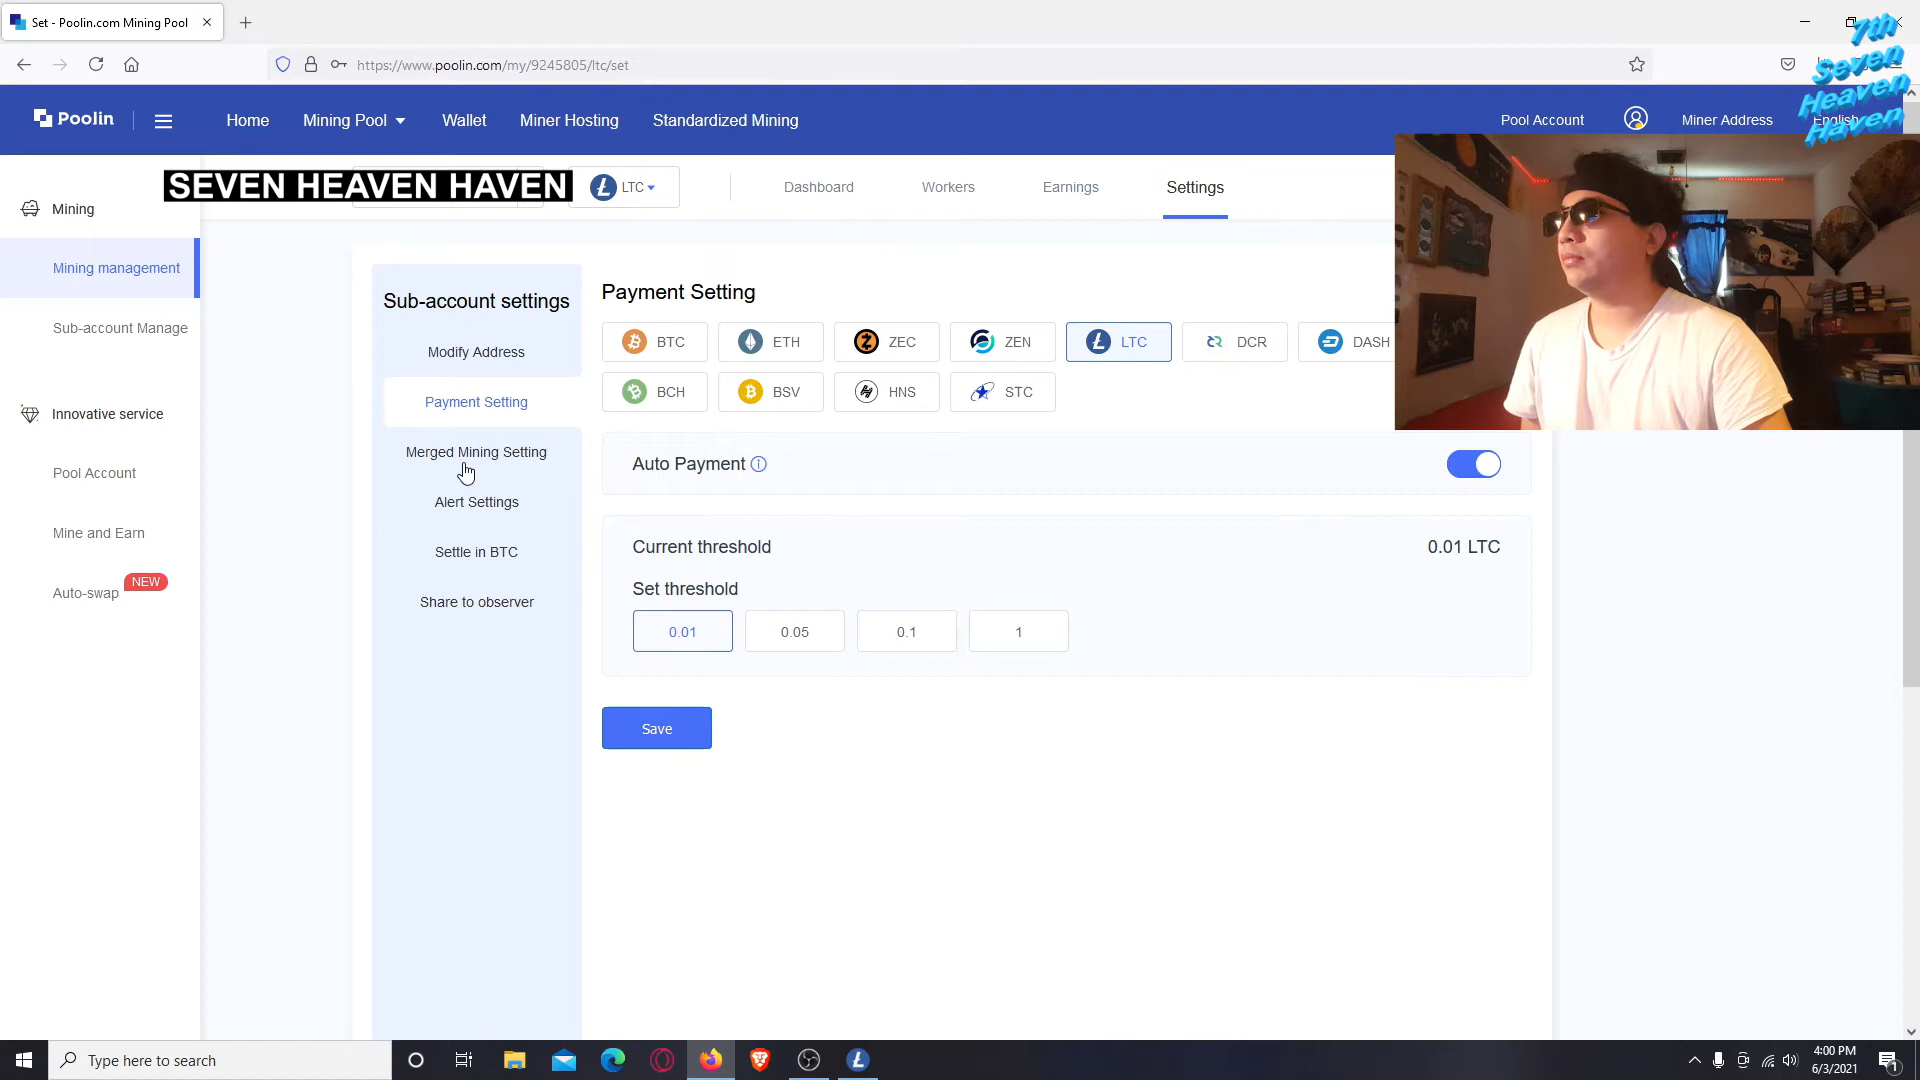 Set - Poolin.com Mining Pool
https://www.poolin.com/my/9245805/ltc/set
7th
Seven
Heaven
Haven
Poolin
Home
Mining Pool
Wallet
Miner Hosting
Standardized Mining
Pool Account
Miner Address
English
SEVEN HEAVEN HAVEN
LTC
Dashboard
Workers
Earnings
Settings
Mining
Mining management
Sub-account Manage
Innovative service
Pool Account
Mine and Earn
Auto-swap
NEW
Sub-account settings
Modify Address
Payment Setting
Merged Mining Setting
Alert Settings
Settle in BTC
Share to observer
Payment Setting
BTC
ETH
ZEC
ZEN
LTC
DCR
DASH
BCH
BSV
HNS
STC
Auto Payment
Current threshold
0.01 LTC
Set threshold
0.01
0.05
0.1
1
Save
Type here to search
4:00 PM
6/3/2021
1